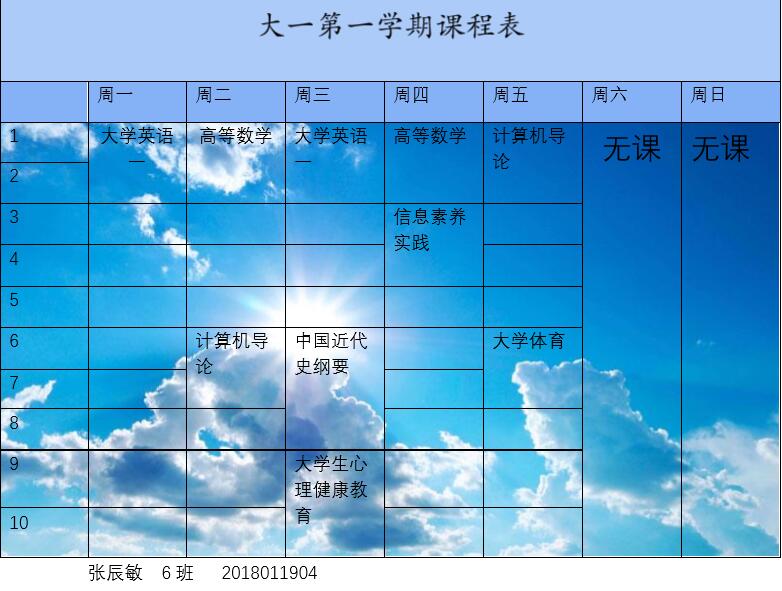 大一第一学期课程表
周一 周二 周三 周四 周五 周六 周日
1 大学英语 高等数学 大学英语 高等数学 计算机导 无课 无课
一 一 论
2
3 信息素养
实践
4
5
6 计算机导 中国近代 大学体育
论 史纲要
7
8
9 大学生心
理健康教
育
10
张辰敏 6班 2018011904